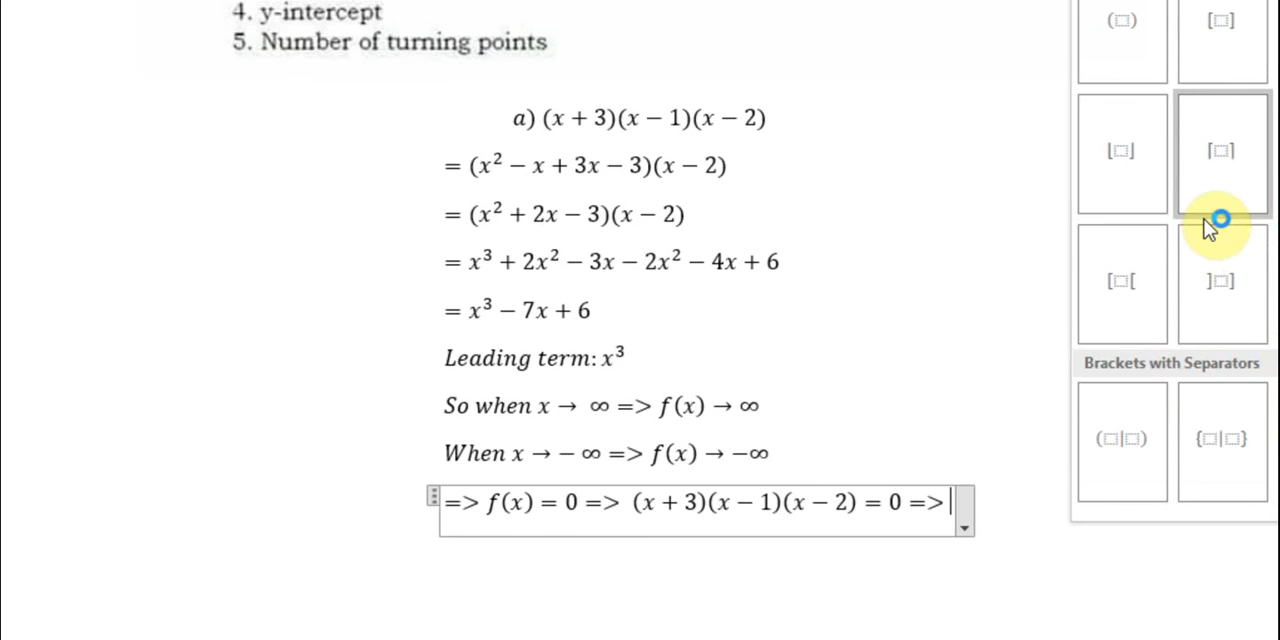 4. y-intercept
5. Number of turning points
a) (x + 3)(x − 1)(x − 2)
= (x² − x + 3x − 3)(x − 2)
= (x² + 2x − 3)(x − 2)
= x³ + 2x² − 3x − 2x² − 4x + 6
= x³ − 7x + 6
Leading term: x³
So when x → ∞ => f(x) → ∞
When x → − ∞ => f(x) → −∞
=> f(x) = 0 => (x + 3)(x − 1)(x − 2) = 0 =>
(□) [□]
⌊□⌋ ⌈□⌉
[□[ ]□]
Brackets with Separators
(□|□) {□|□}